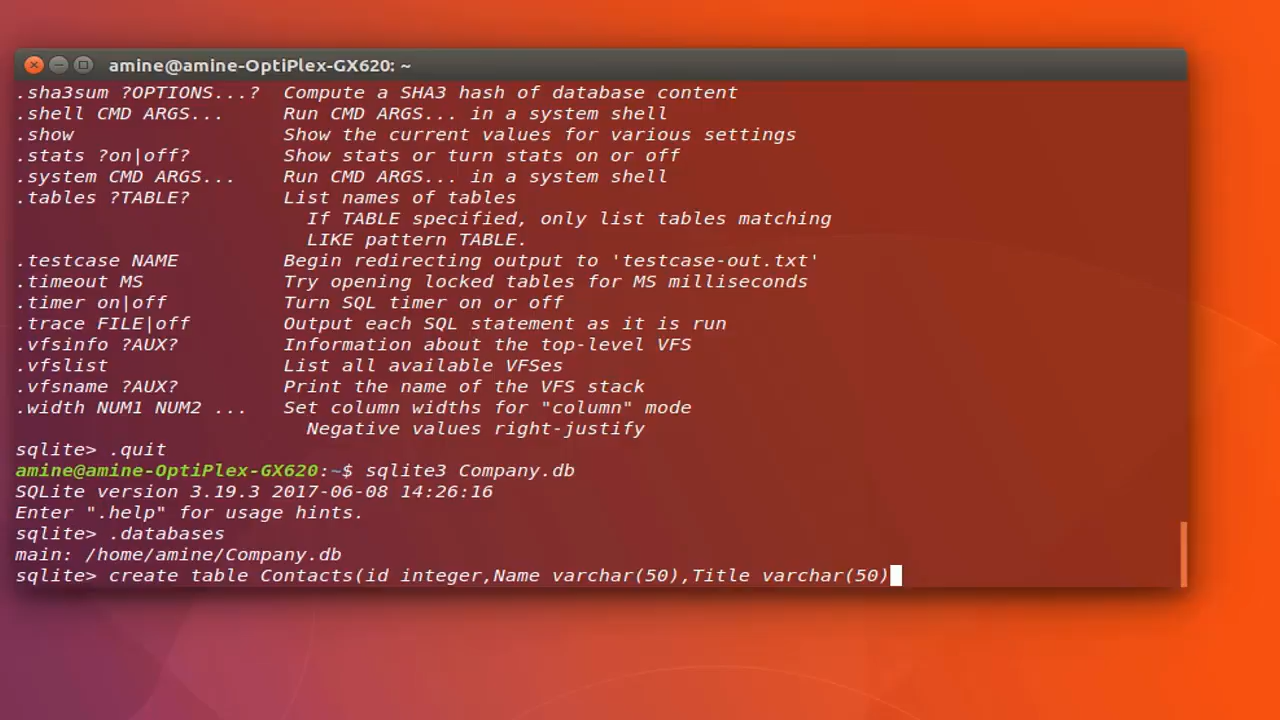 amine@amine-OptiPlex-GX620: ~
.sha3sum ?OPTIONS...?  Compute a SHA3 hash of database content
.shell CMD ARGS...     Run CMD ARGS... in a system shell
.show                  Show the current values for various settings
.stats ?on|off?        Show stats or turn stats on or off
.system CMD ARGS...    Run CMD ARGS... in a system shell
.tables ?TABLE?        List names of tables
                         If TABLE specified, only list tables matching
                         LIKE pattern TABLE.
.testcase NAME         Begin redirecting output to 'testcase-out.txt'
.timeout MS            Try opening locked tables for MS milliseconds
.timer on|off          Turn SQL timer on or off
.trace FILE|off        Output each SQL statement as it is run
.vfsinfo ?AUX?         Information about the top-level VFS
.vfslist               List all available VFSes
.vfsname ?AUX?         Print the name of the VFS stack
.width NUM1 NUM2 ...   Set column widths for "column" mode
                         Negative values right-justify
sqlite> .quit
amine@amine-OptiPlex-GX620:~$ sqlite3 Company.db
SQLite version 3.19.3 2017-06-08 14:26:16
Enter ".help" for usage hints.
sqlite> .databases
main: /home/amine/Company.db
sqlite> create table Contacts(id integer,Name varchar(50),Title varchar(50)